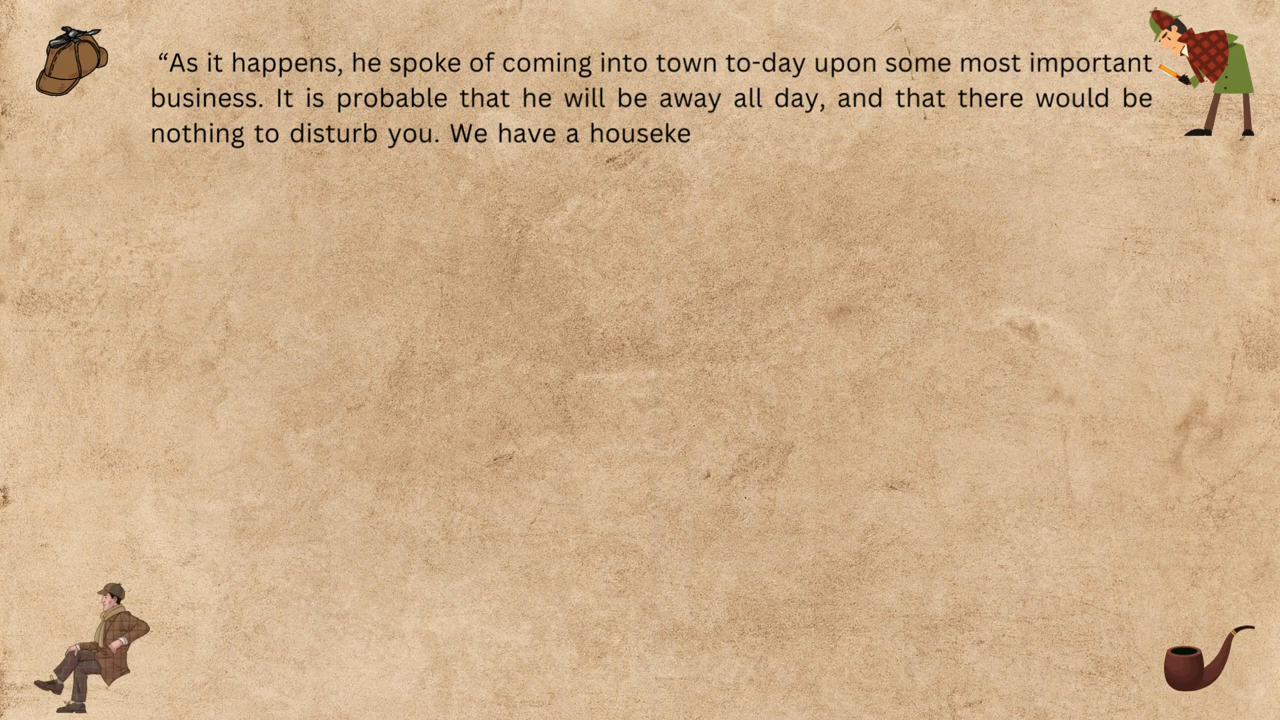 “As it happens, he spoke of coming into town to-day upon some most important
business. It is probable that he will be away all day, and that there would be
nothing to disturb you. We have a houseke